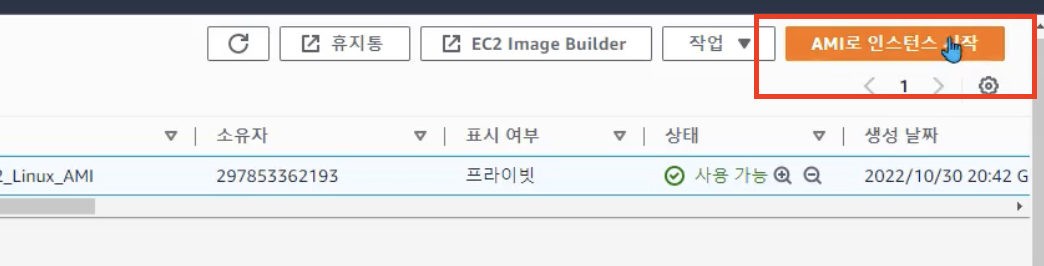 휴지통 EC2 Image Builder 작업 AMI로 인스턴스 시작
1
소유자 표시 여부 상태 생성 날짜
2_Linux_AMI 297853362193 프라이빗 사용 가능 2022/10/30 20:42 G